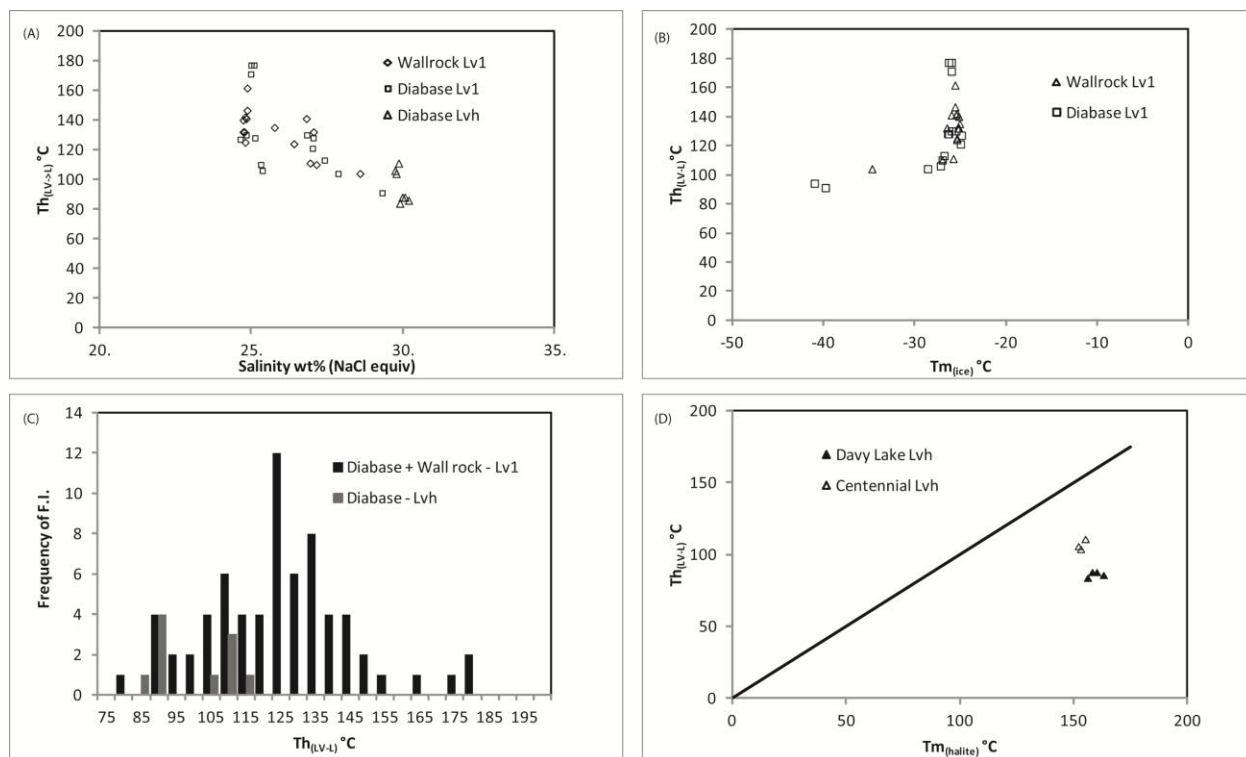 (A)
200
180
160
140
120
100
80
60
40
20
0
Th(LV->L) °C
Wallrock Lv1
Diabase Lv1
Diabase Lvh
20. 25. 30. 35.
Salinity wt% (NaCl equiv)
(B)
200
180
160
140
120
100
80
60
40
20
0
Th(LV-L) °C
Wallrock Lv1
Diabase Lv1
-50 -40 -30 -20 -10 0
Tm(ice) °C
(C)
14
12
10
8
6
4
2
0
Frequency of F.I.
Diabase + Wall rock - Lv1
Diabase - Lvh
75 85 95 105 115 125 135 145 155 165 175 185 195
Th(LV-L) °C
(D)
200
150
100
50
0
Th(LV-L) °C
Davy Lake Lvh
Centennial Lvh
0 50 100 150 200
Tm(halite) °C